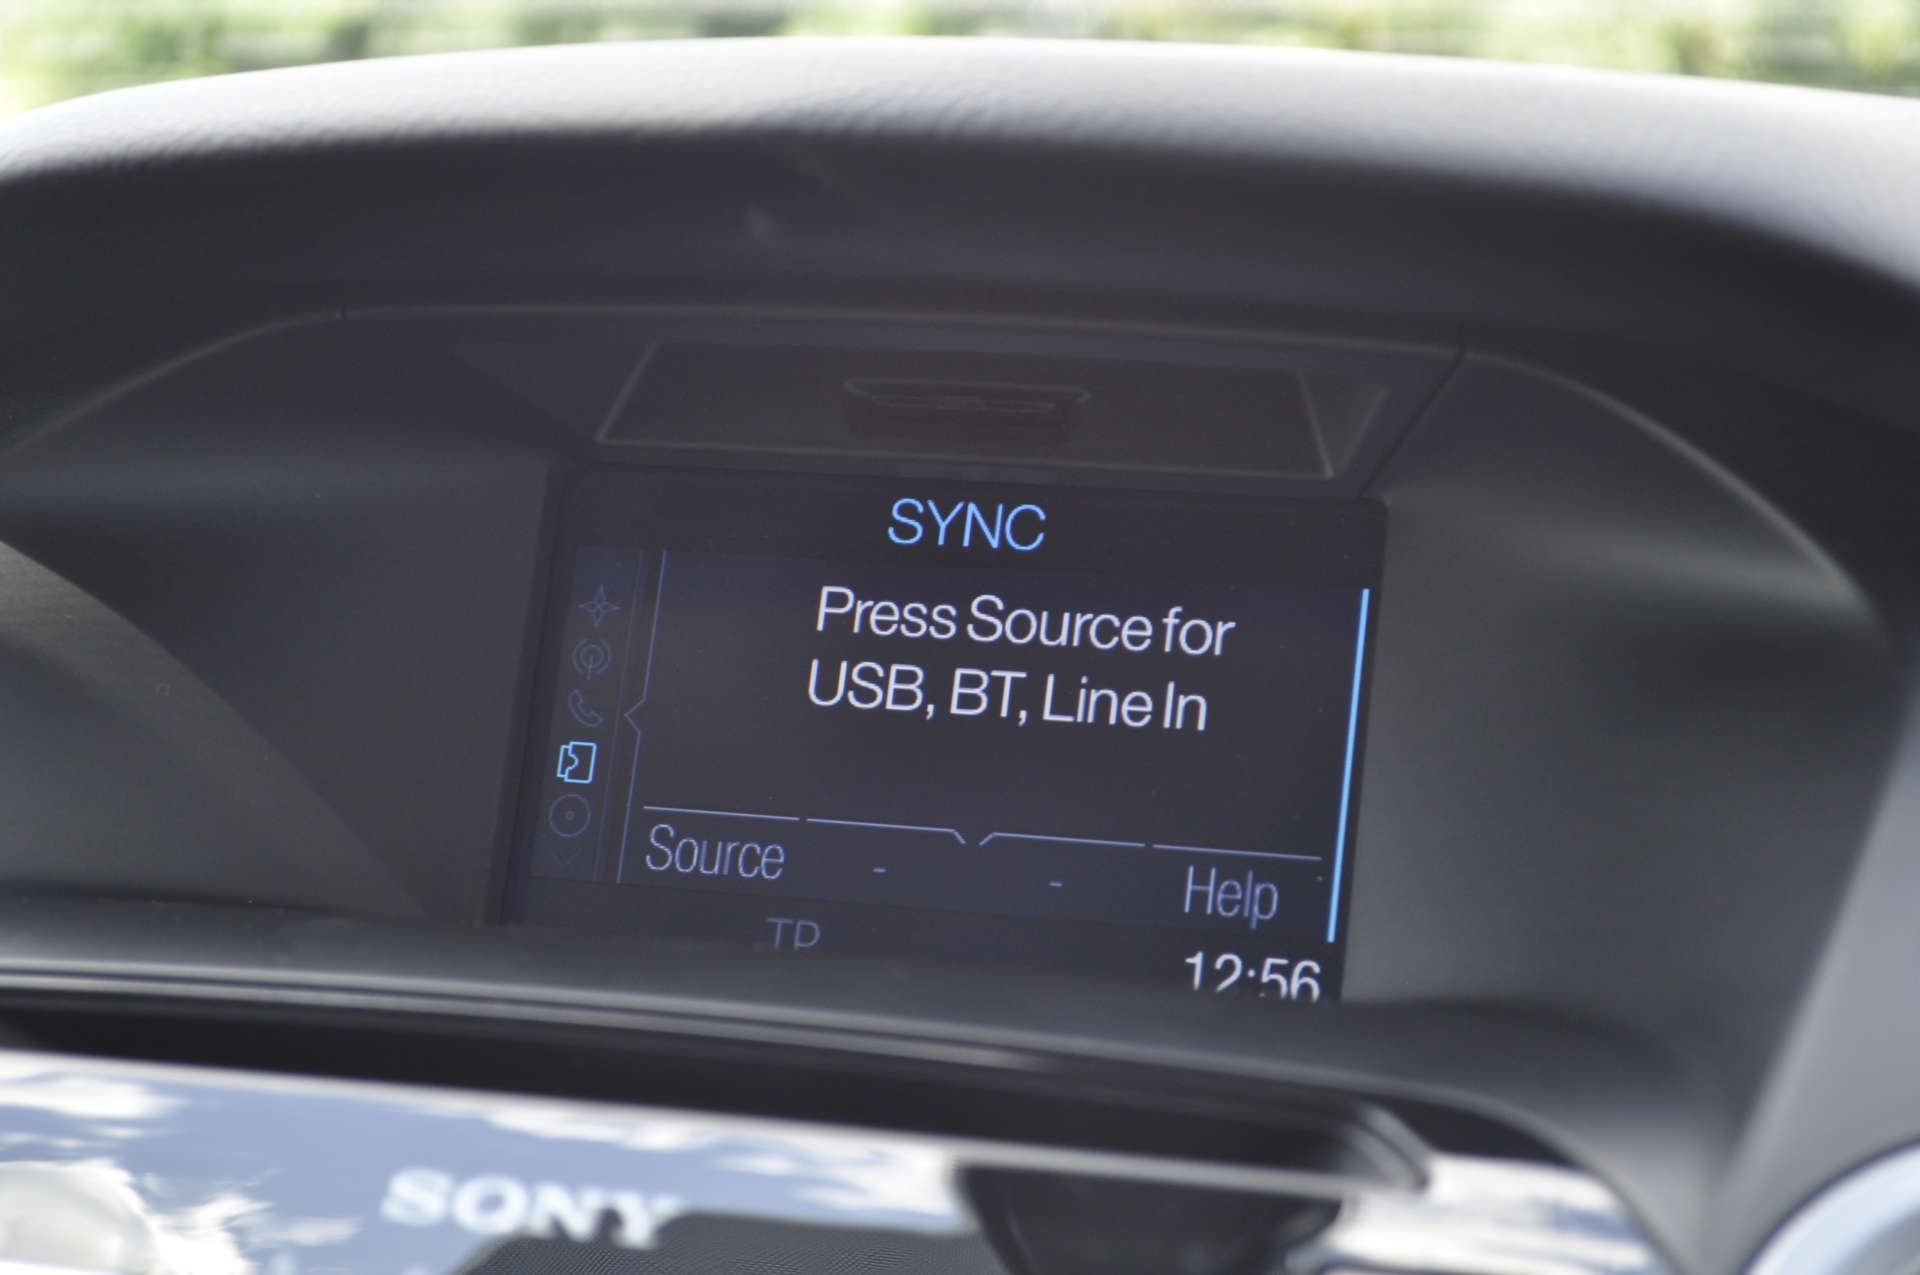 SYNC
Press Source for
USB, BT, Line In
Source - - Help
TP
12:56
SONY